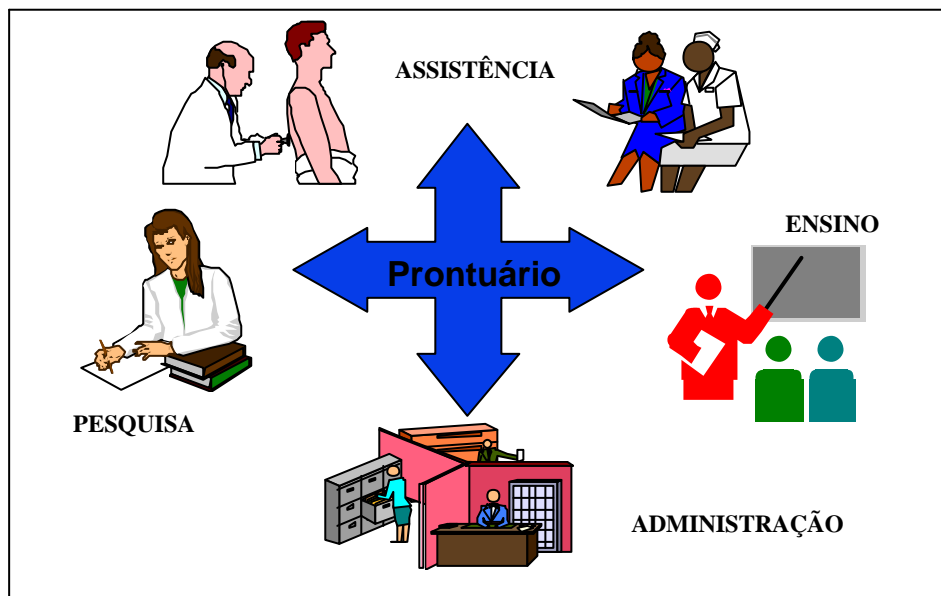 ASSISTÊNCIA
ENSINO
Prontuário
PESQUISA
ADMINISTRAÇÃO